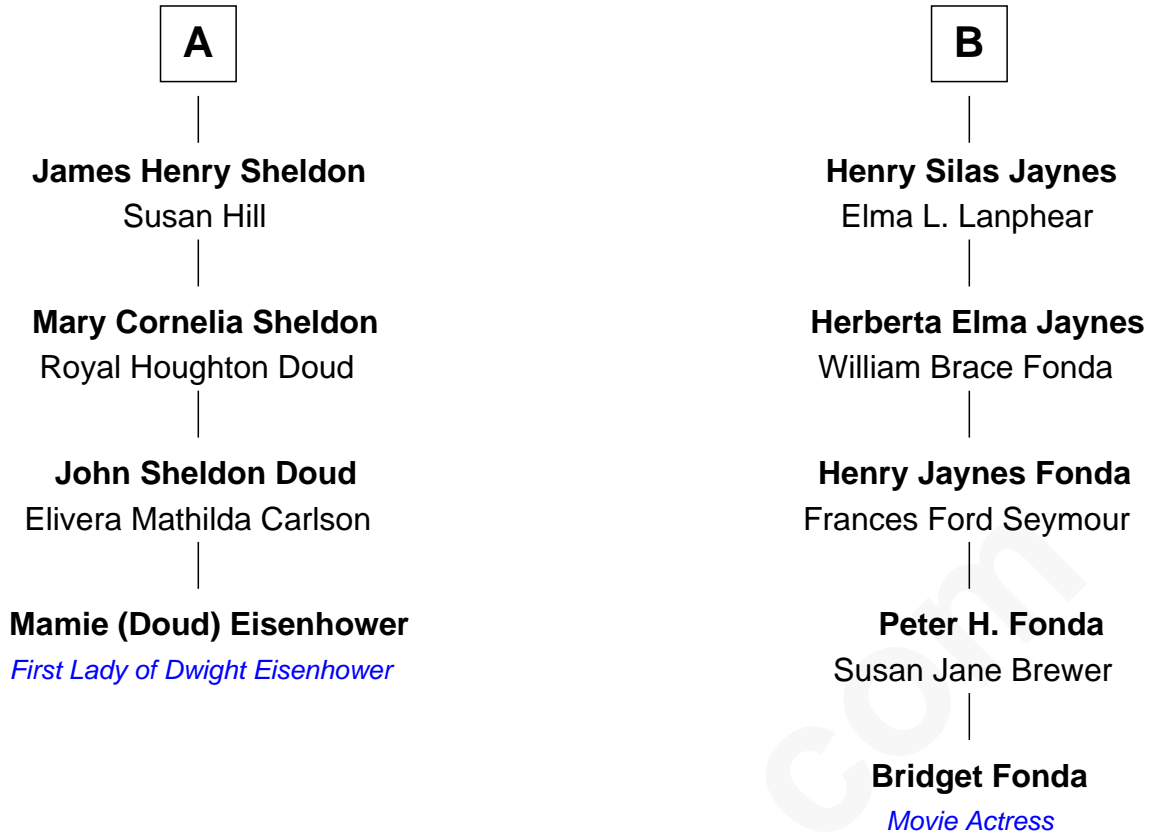 A
James Henry Sheldon
Susan Hill
Mary Cornelia Sheldon
Royal Houghton Doud
John Sheldon Doud
Elivera Mathilda Carlson
Mamie (Doud) Eisenhower
First Lady of Dwight Eisenhower
B
Henry Silas Jaynes
Elma L. Lanphear
Herberta Elma Jaynes
William Brace Fonda
Henry Jaynes Fonda
Frances Ford Seymour
Peter H. Fonda
Susan Jane Brewer
Bridget Fonda
Movie Actress
com